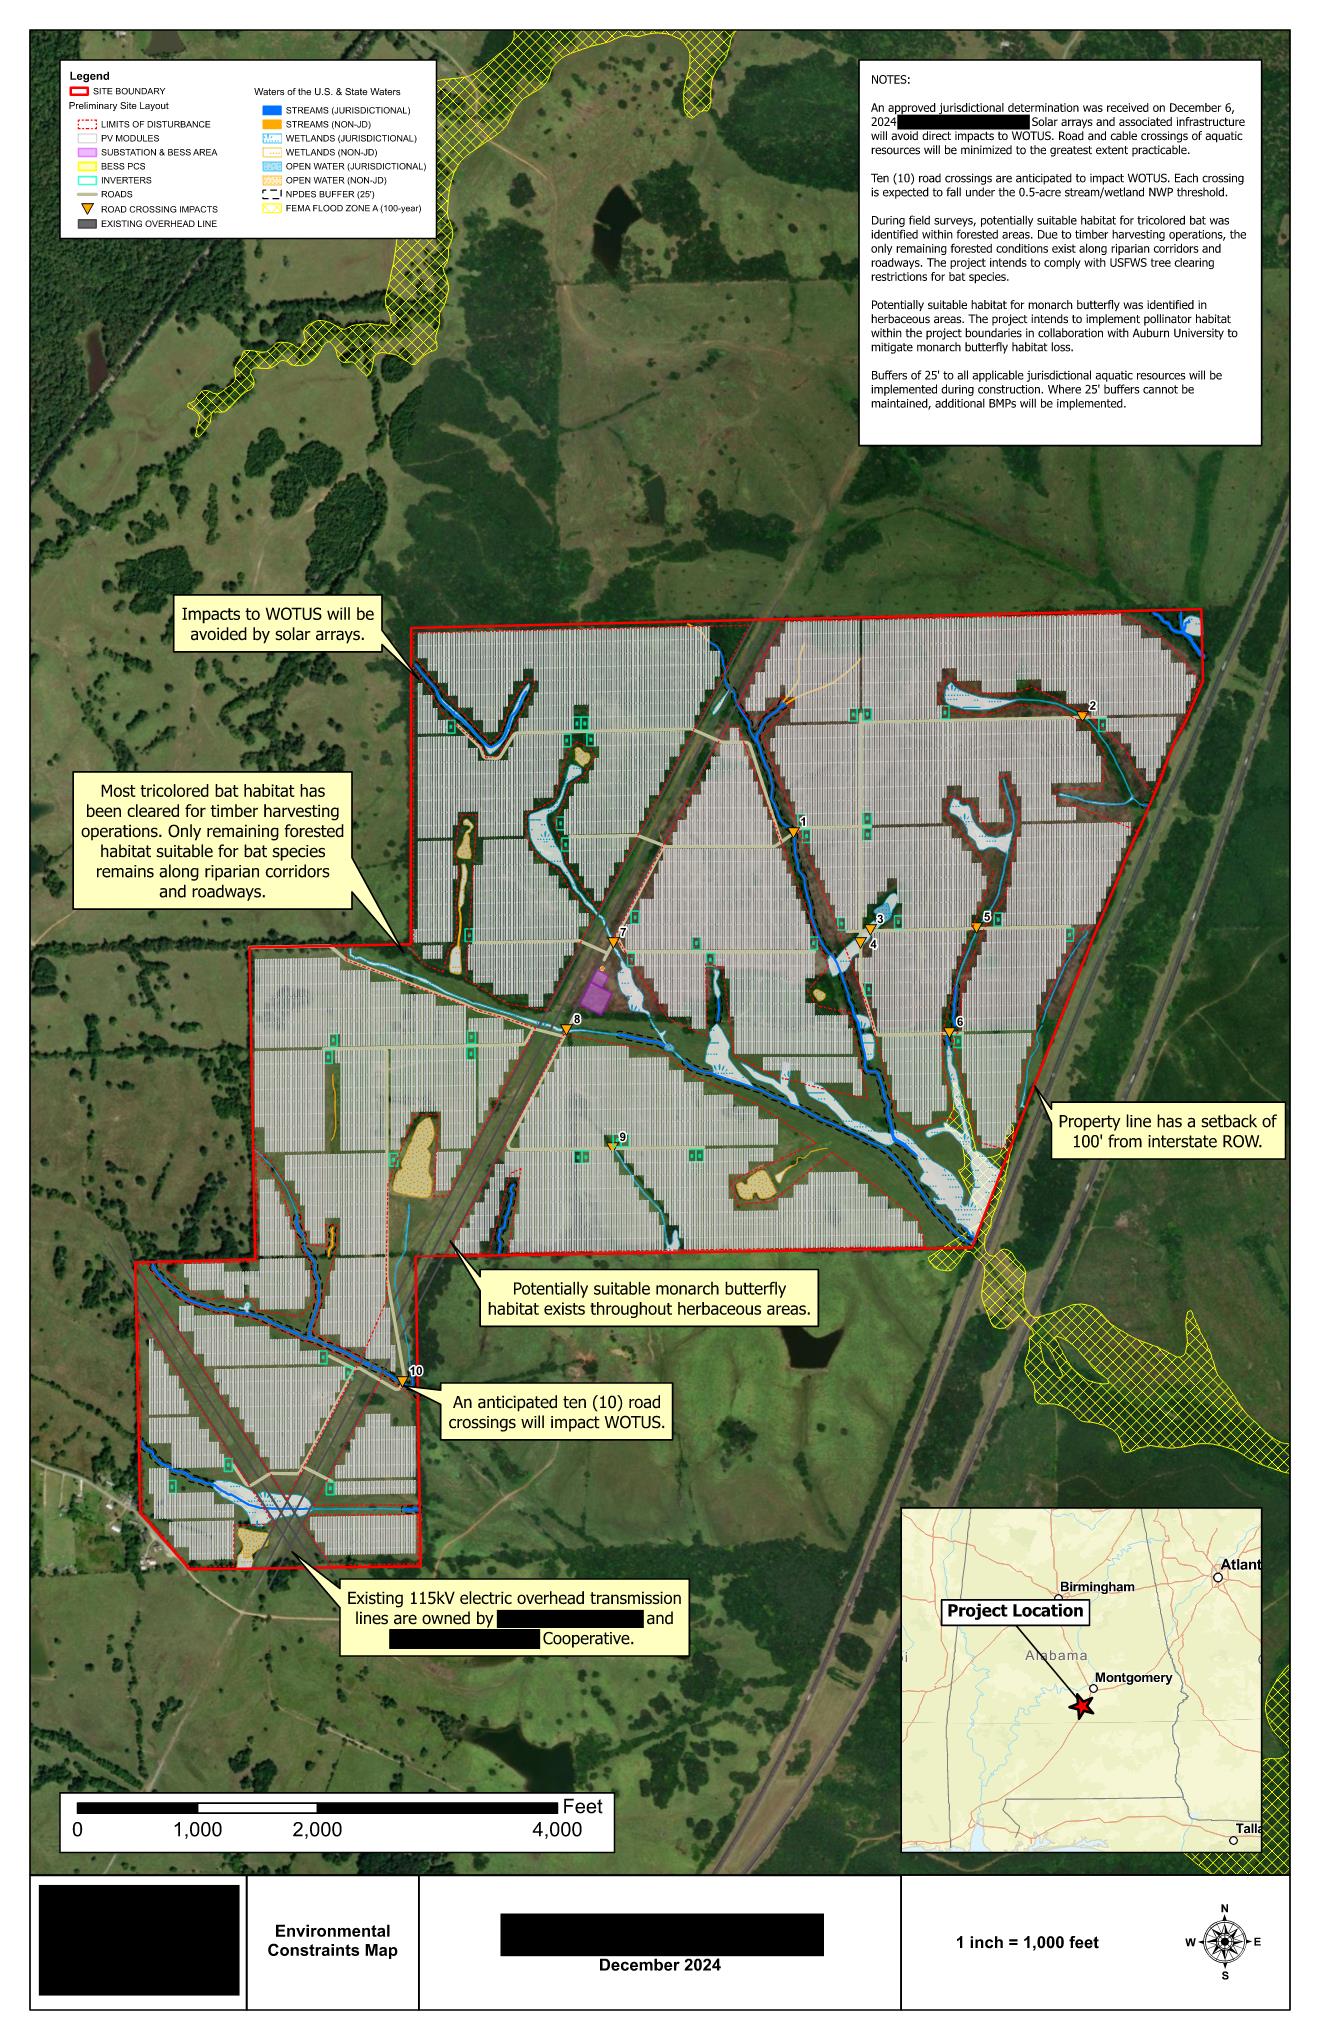 Legend
SITE BOUNDARY
Preliminary Site Layout
LIMITS OF DISTURBANCE
PV MODULES
SUBSTATION & BESS AREA
BESS PCS
INVERTERS
ROADS
ROAD CROSSING IMPACTS
EXISTING OVERHEAD LINE
Waters of the U.S. & State Waters
STREAMS (JURISDICTIONAL)
STREAMS (NON-JD)
WETLANDS (JURISDICTIONAL)
WETLANDS (NON-JD)
OPEN WATER (JURISDICTIONAL)
OPEN WATER (NON-JD)
NPDES BUFFER (25')
FEMA FLOOD ZONE A (100-year)
NOTES:
An approved jurisdictional determination was received on December 6,
2024 Solar arrays and associated infrastructure
will avoid direct impacts to WOTUS. Road and cable crossings of aquatic
resources will be minimized to the greatest extent practicable.
Ten (10) road crossings are anticipated to impact WOTUS. Each crossing
is expected to fall under the 0.5-acre stream/wetland NWP threshold.
During field surveys, potentially suitable habitat for tricolored bat was
identified within forested areas. Due to timber harvesting operations, the
only remaining forested conditions exist along riparian corridors and
roadways. The project intends to comply with USFWS tree clearing
restrictions for bat species.
Potentially suitable habitat for monarch butterfly was identified in
herbaceous areas. The project intends to implement pollinator habitat
within the project boundaries in collaboration with Auburn University to
mitigate monarch butterfly habitat loss.
Buffers of 25' to all applicable jurisdictional aquatic resources will be
implemented during construction. Where 25' buffers cannot be
maintained, additional BMPs will be implemented.
Impacts to WOTUS will be
avoided by solar arrays.
2
Most tricolored bat habitat has
been cleared for timber harvesting
operations. Only remaining forested
habitat suitable for bat species
remains along riparian corridors
and roadways.
1
3
5
7
4
8
6
Property line has a setback of
100' from interstate ROW.
9
Potentially suitable monarch butterfly
habitat exists throughout herbaceous areas.
10
An anticipated ten (10) road
crossings will impact WOTUS.
Existing 115kV electric overhead transmission
lines are owned by and
Cooperative.
Atlant
Birmingham
Project Location
Alabama
Montgomery
Talla
Feet
0 1,000 2,000 4,000
Environmental
Constraints Map
December 2024
1 inch = 1,000 feet
N
W E
S